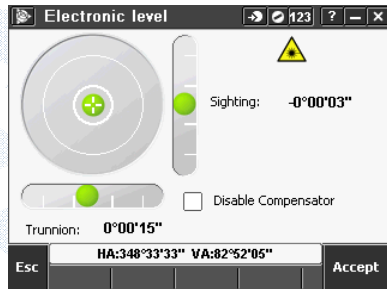 Electronic level
123 ? – ×
Sighting: -0°00'03"
Disable Compensator
Trunnion: 0°00'15"
HA:348°33'33" VA:82°52'05"
Esc
Accept